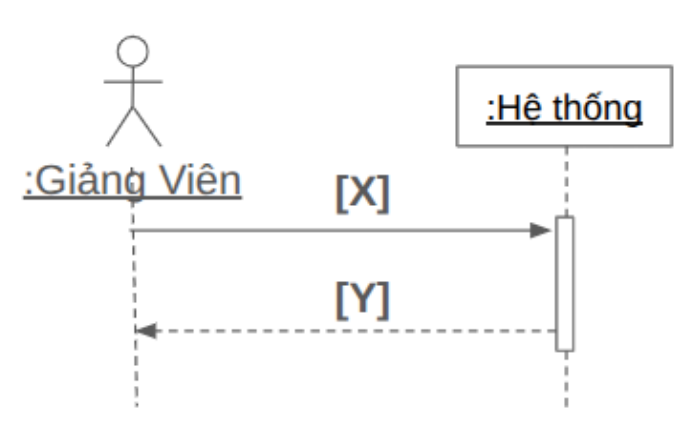 :Hệ thống
:Giảng Viên
[X]
[Y]